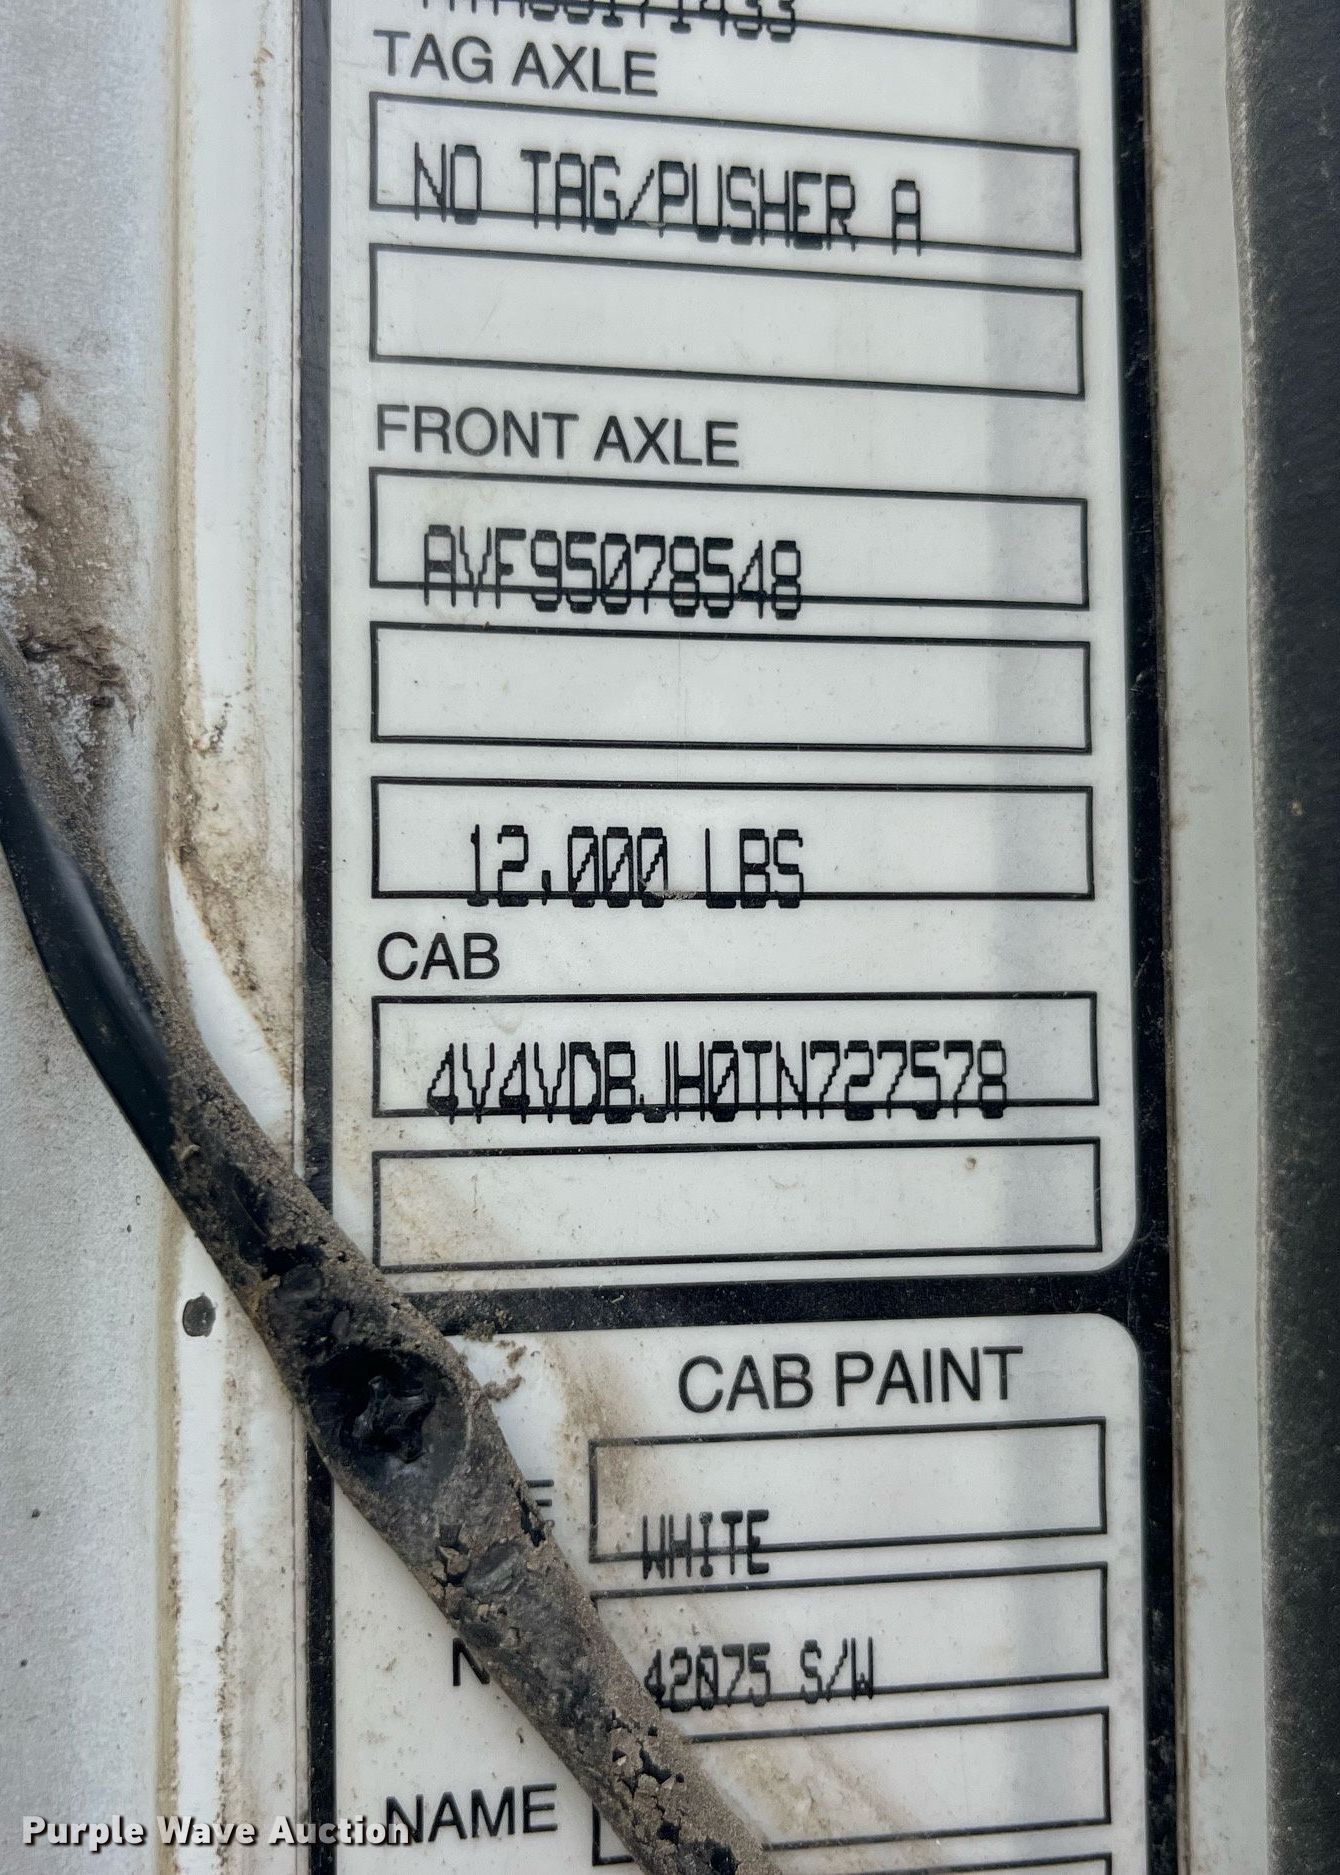 TAG AXLE
NO TAG/PUSHER A
FRONT AXLE
AVF95078548
12,000 LBS
CAB
4V4VDBJH0TN727578
CAB PAINT
WHITE
42075 S/W
NAME
Purple Wave Auction